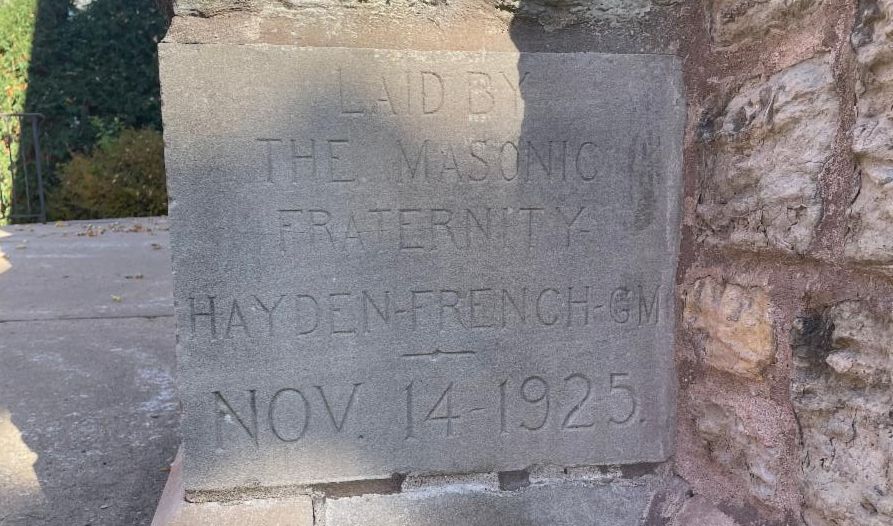 LAID BY
THE MASONIC
FRATERNITY
HAYDEN-FRENCH-GM
NOV. 14-1925.